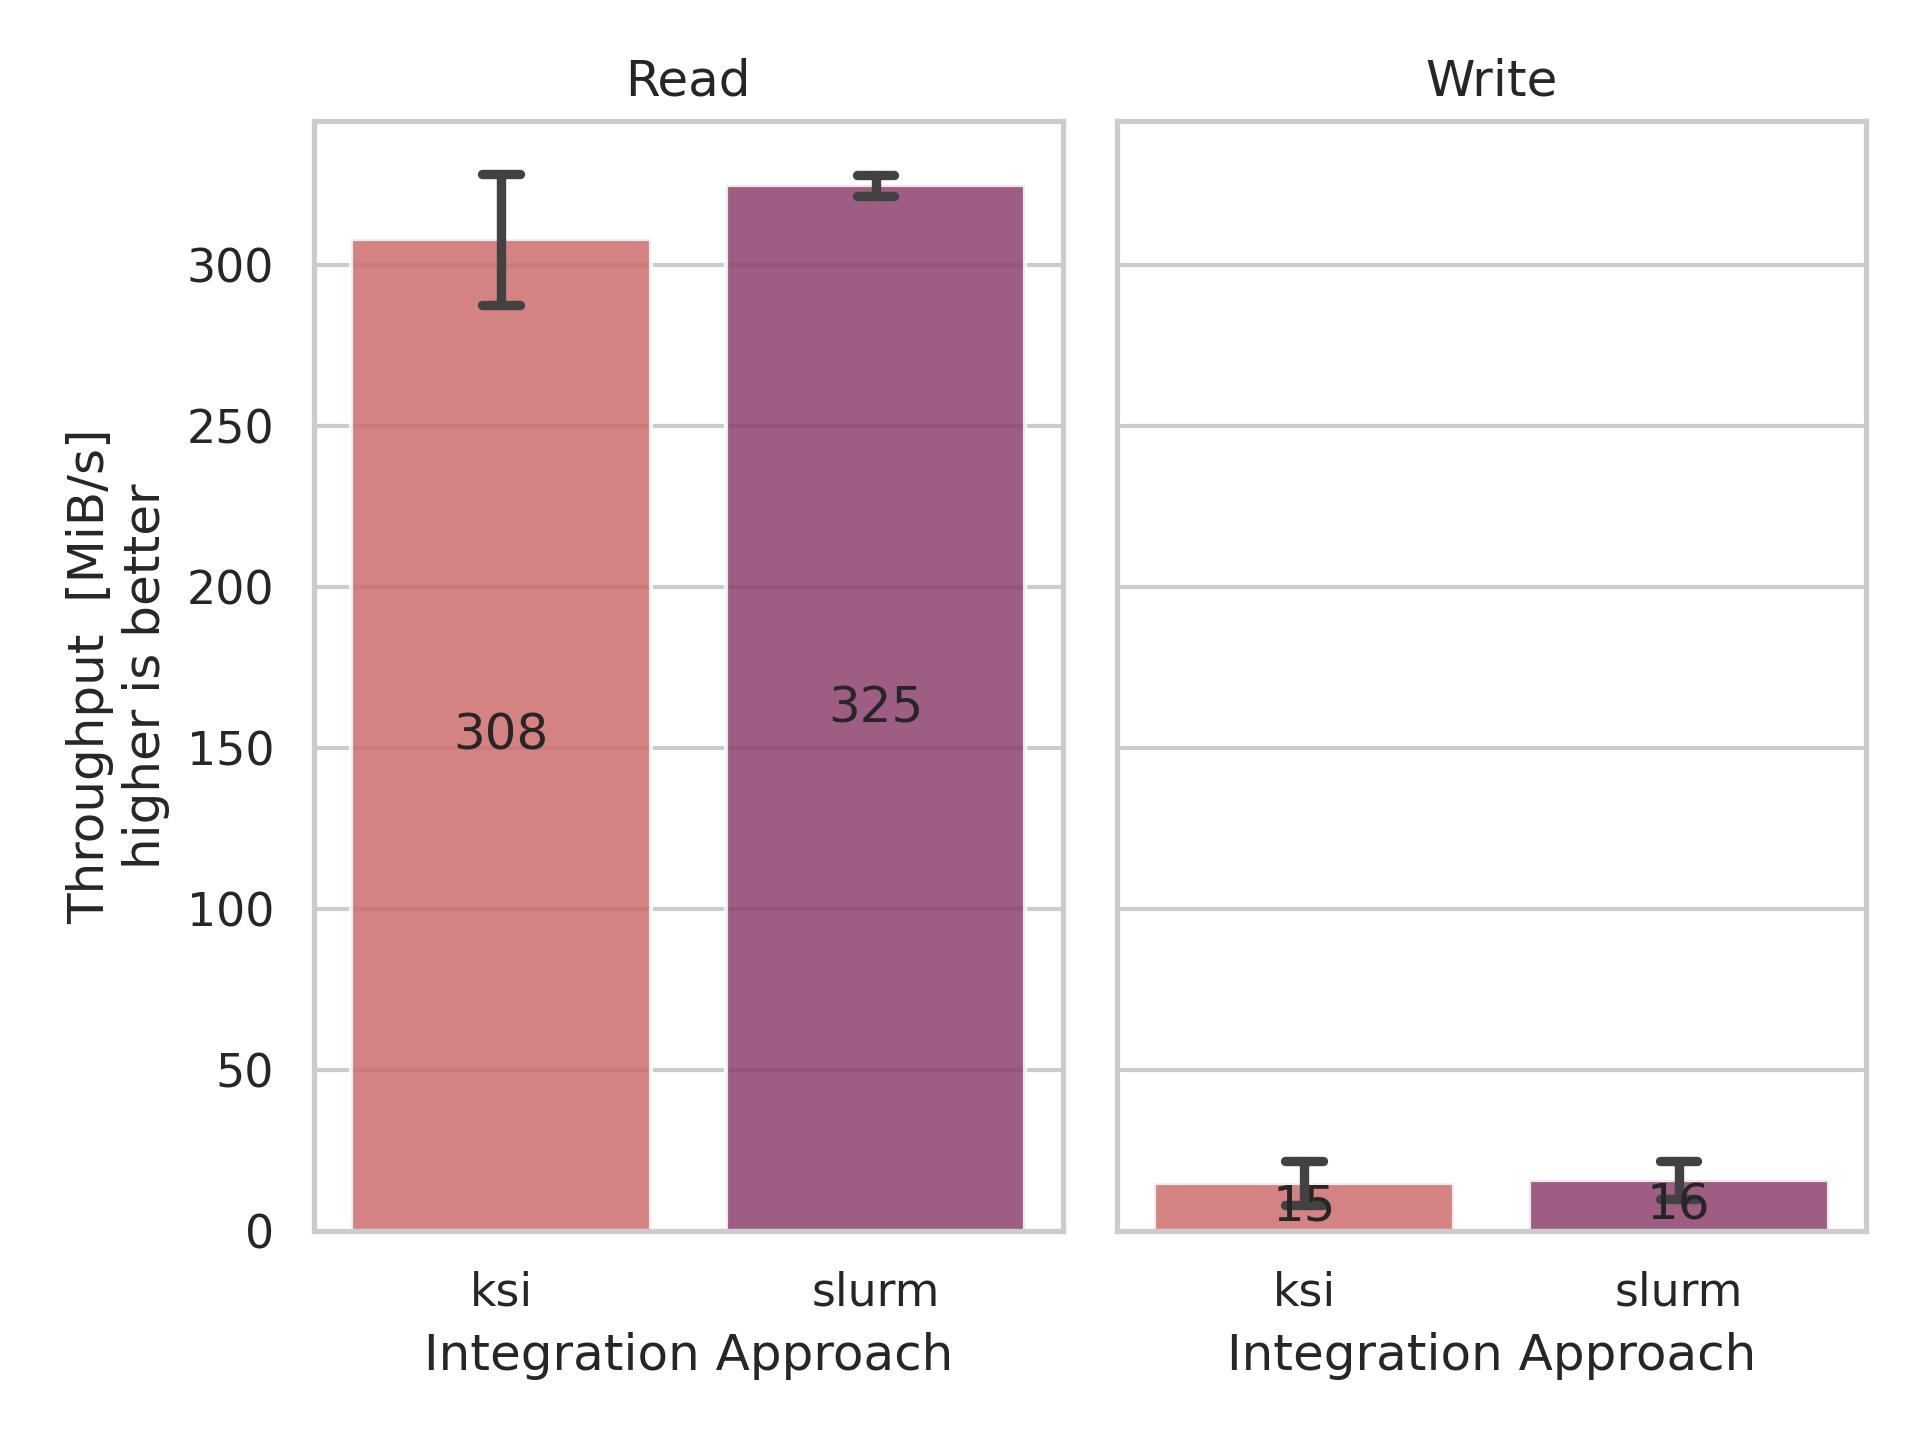 Read
Write
Throughput [MiB/s]
higher is better
300
250
200
150
100
50
0
308
325
15
16
ksi
slurm
ksi
slurm
Integration Approach
Integration Approach